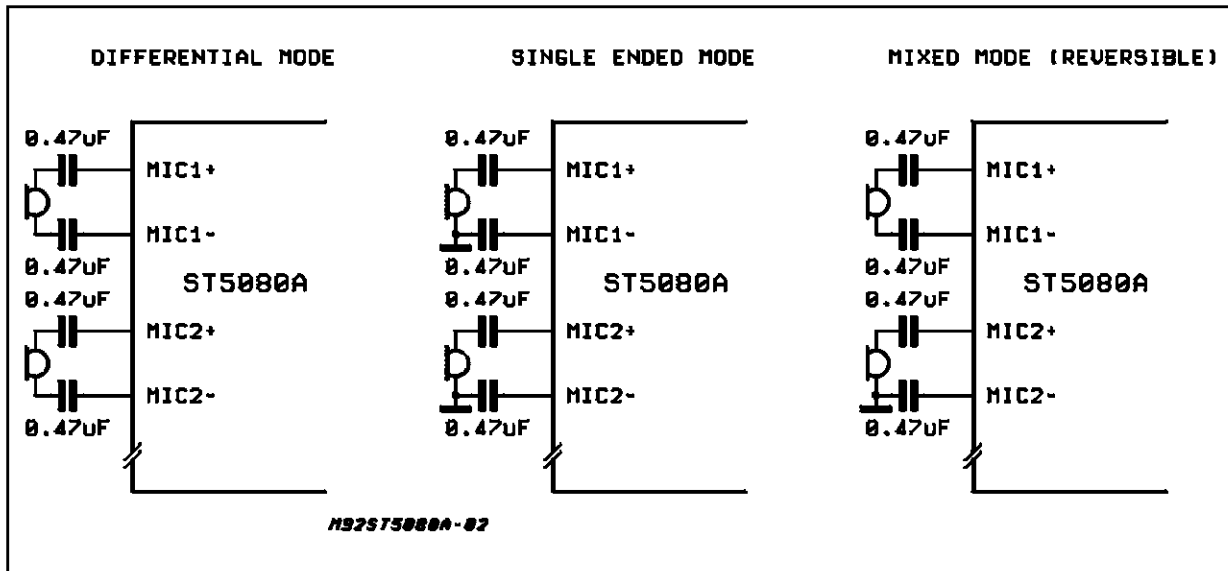 DIFFERENTIAL MODE
0.47uF
MIC1+
MIC1-
0.47uF
ST5080A
0.47uF
MIC2+
MIC2-
0.47uF
SINGLE ENDED MODE
0.47uF
MIC1+
MIC1-
0.47uF
ST5080A
0.47uF
MIC2+
MIC2-
0.47uF
MIXED MODE (REVERSIBLE)
0.47uF
MIC1+
MIC1-
0.47uF
ST5080A
0.47uF
MIC2+
MIC2-
0.47uF
M92ST5080A-02